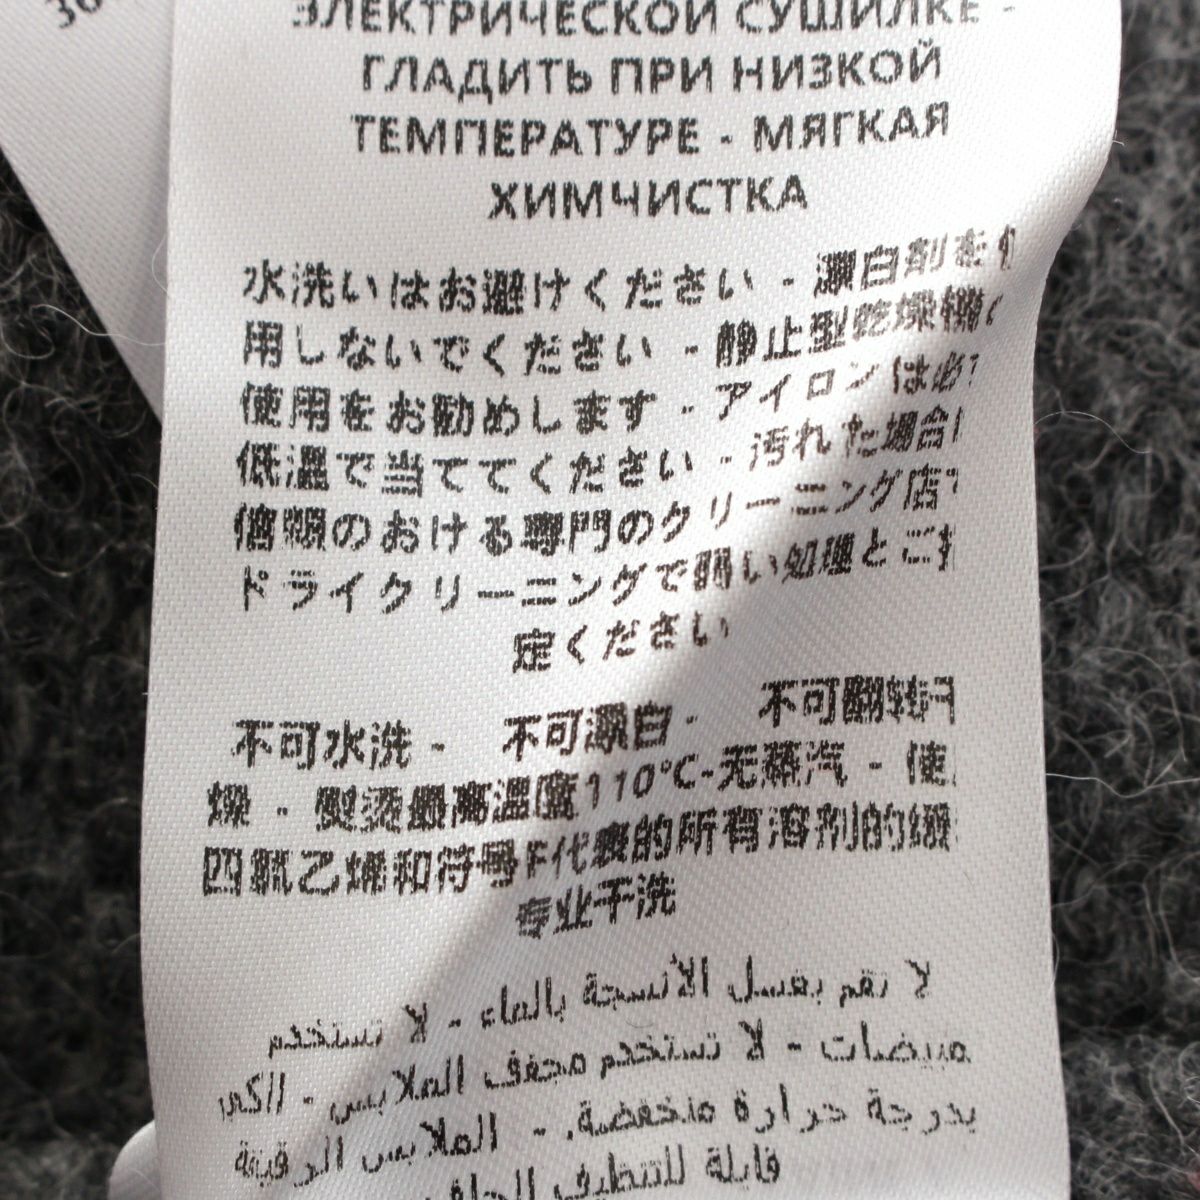 ЭЛЕКТРИЧЕСКОЙ СУШИЛКЕ -
ГЛАДИТЬ ПРИ НИЗКОЙ
ТЕМПЕРАТУРЕ - МЯГКАЯ
ХИМЧИСТКА
水洗いはお避けください - 漂白剤を使
用しないでください - 静止型乾燥機の
使用をお勧めします - アイロンは必ず
低温で当ててください - 汚れた場合は
信頼のおける専門のクリーニング店で
ドライクリーニングで弱い処理とご指
定ください
不可水洗 - 不可漂白 - 不可翻转干
燥 - 熨烫最高温度110°C-无蒸汽 - 使用
四氯乙烯和符号F代表的所有溶剂的缓
专业干洗
لا تقم بغسل الأنسجة بالماء - لا تستخدم
مبيضات - لا تستخدم مجفف الملابس - الكي
بدرجة حرارة منخفضة. - الملابس الرقيقة
قابلة للتنظيف الجاف